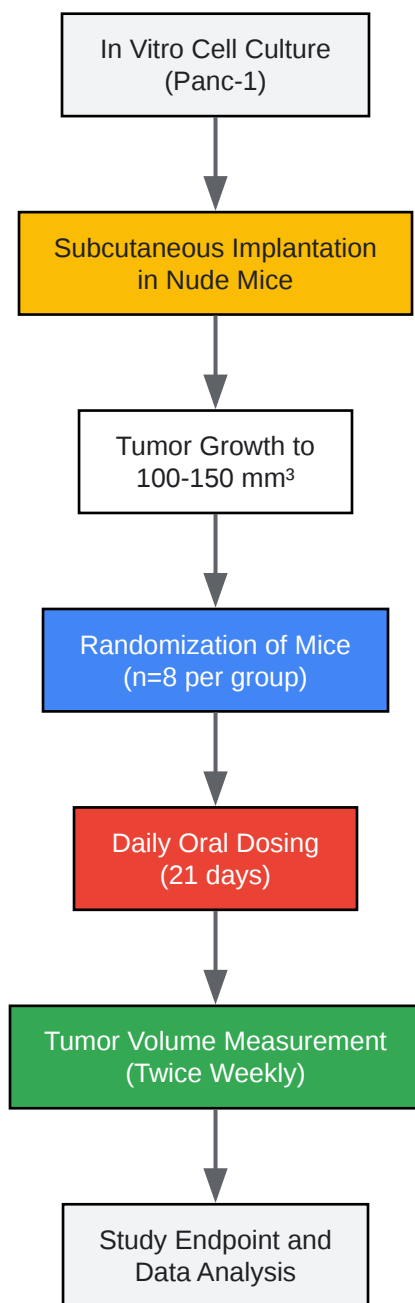 In Vitro Cell Culture
(Panc-1)
Subcutaneous Implantation
in Nude Mice
Tumor Growth to
100-150 mm³
Randomization of Mice
(n=8 per group)
Daily Oral Dosing
(21 days)
Tumor Volume Measurement
(Twice Weekly)
Study Endpoint and
Data Analysis